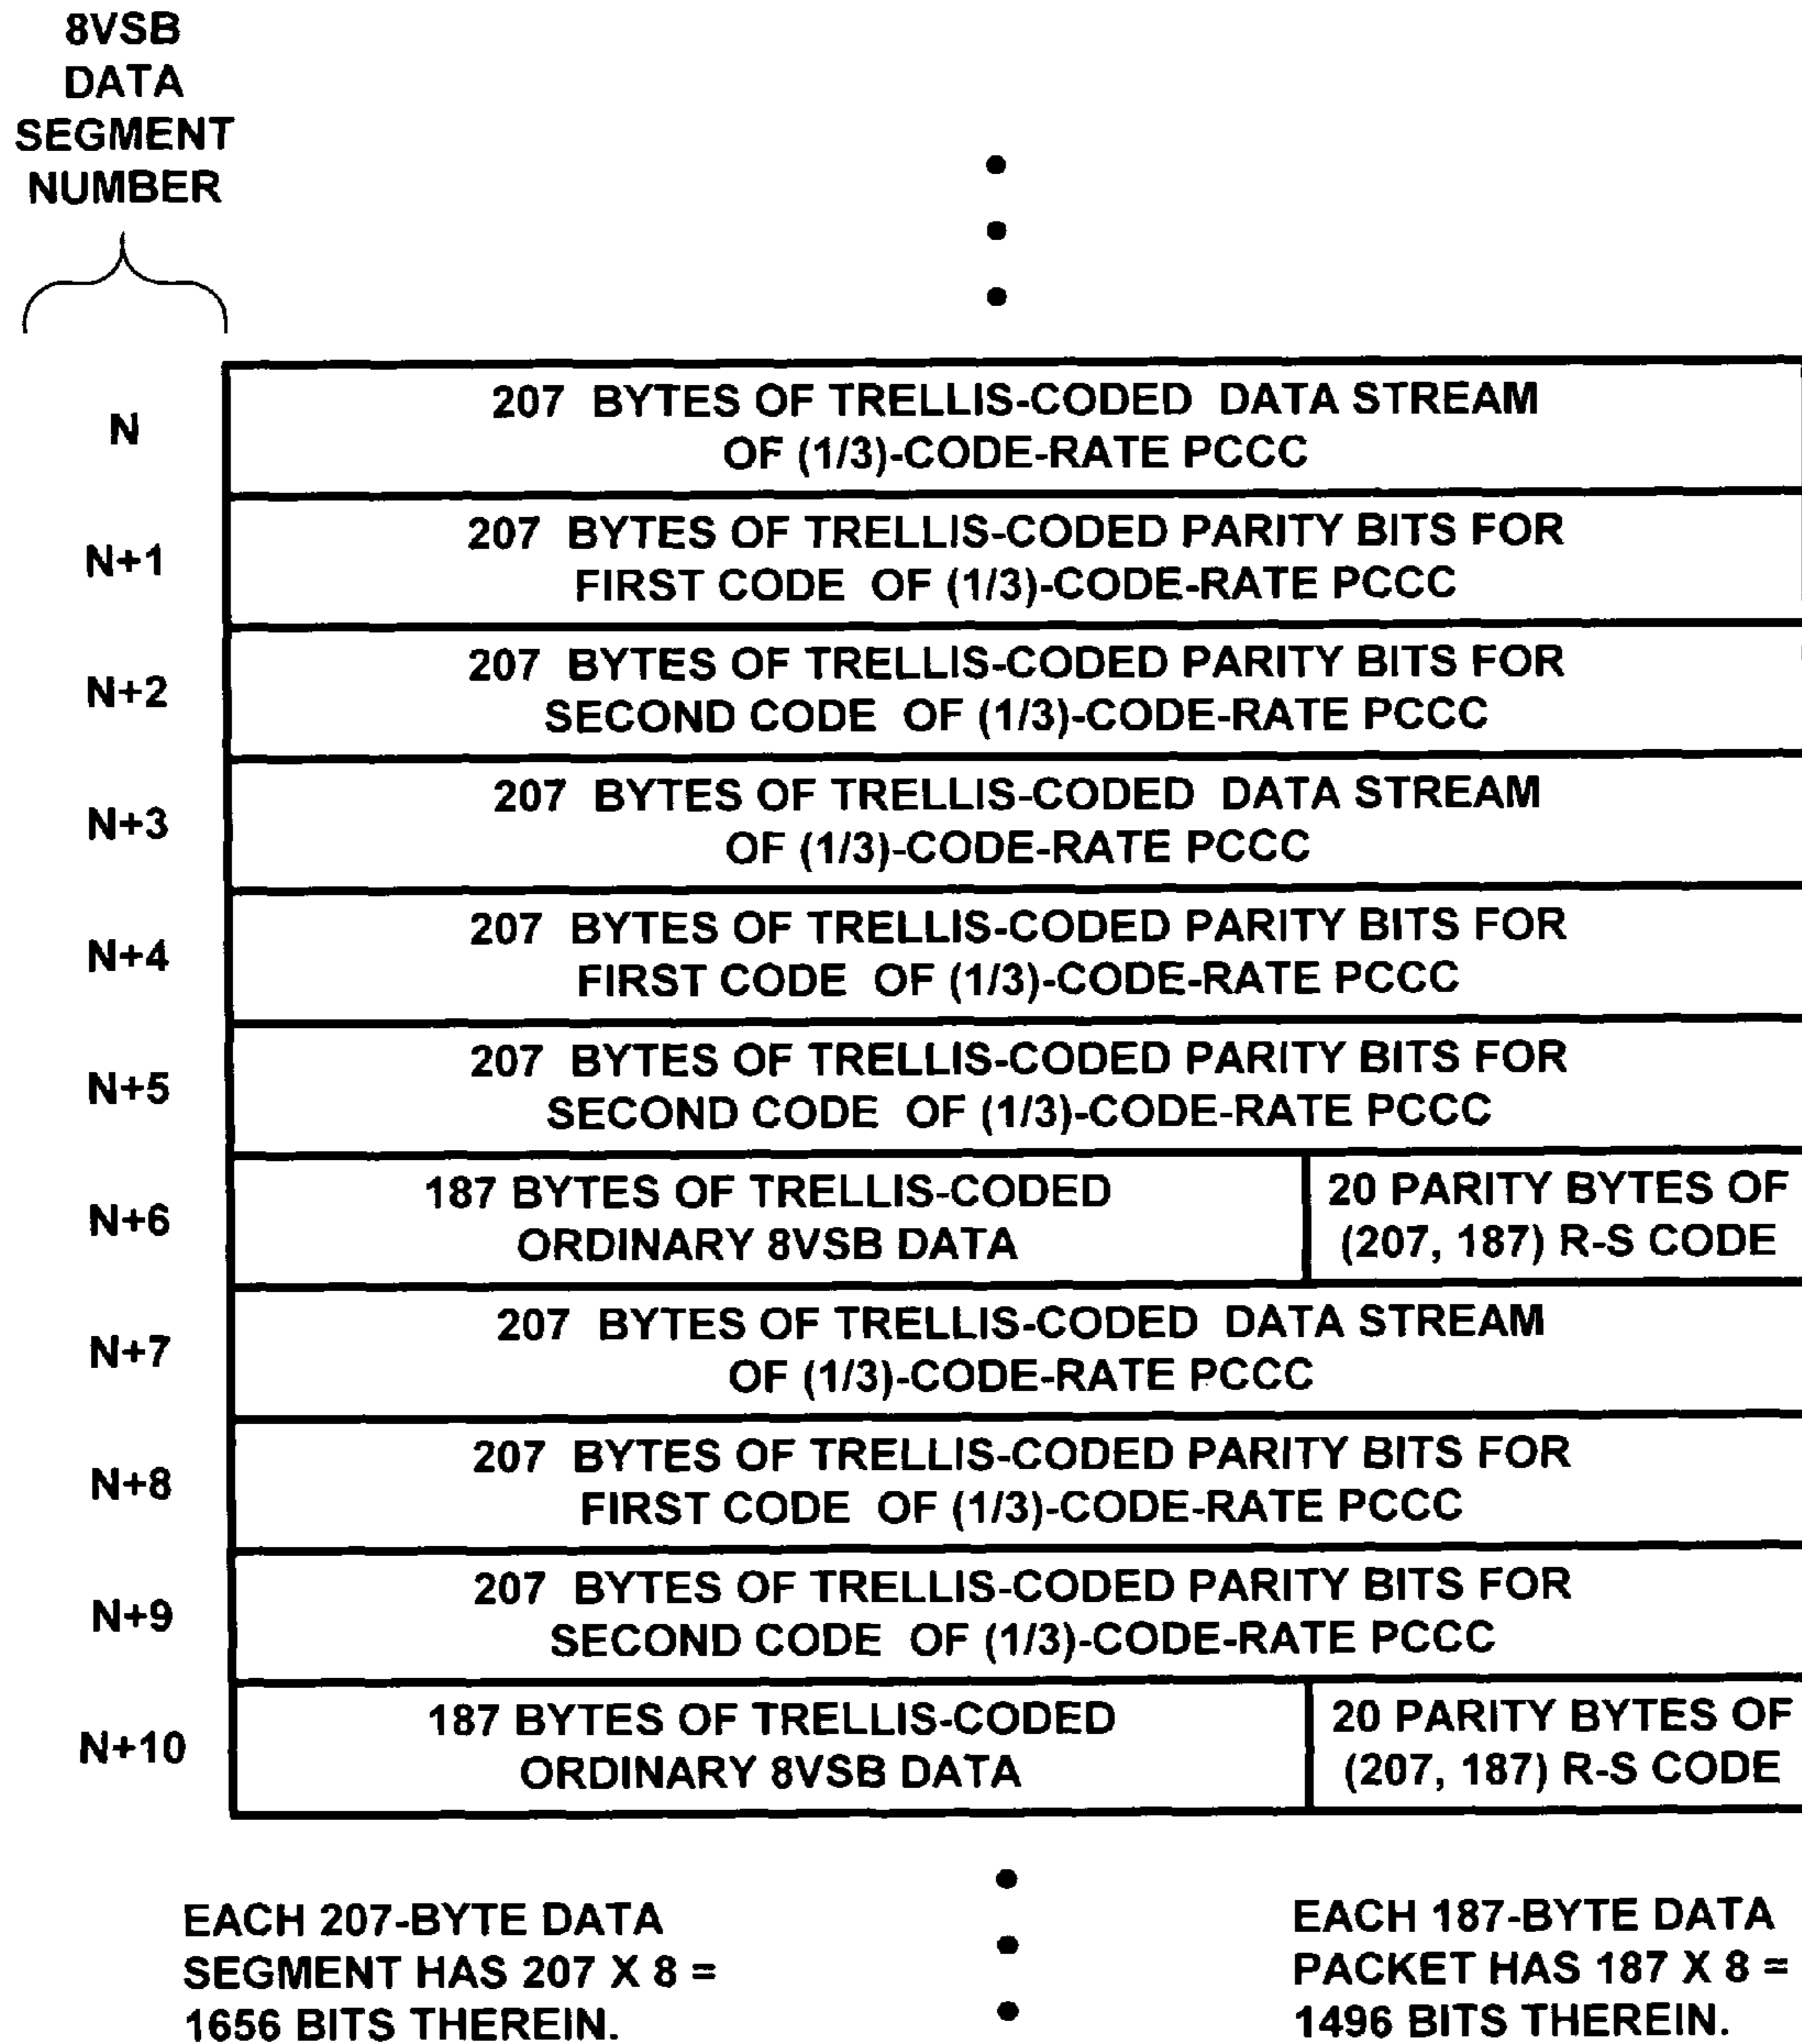 8VSB
DATA
SEGMENT
NUMBER
N
207 BYTES OF TRELLIS-CODED DATA STREAM
OF (1/3)-CODE-RATE PCCC
N+1
207 BYTES OF TRELLIS-CODED PARITY BITS FOR
FIRST CODE OF (1/3)-CODE-RATE PCCC
N+2
207 BYTES OF TRELLIS-CODED PARITY BITS FOR
SECOND CODE OF (1/3)-CODE-RATE PCCC
N+3
207 BYTES OF TRELLIS-CODED DATA STREAM
OF (1/3)-CODE-RATE PCCC
N+4
207 BYTES OF TRELLIS-CODED PARITY BITS FOR
FIRST CODE OF (1/3)-CODE-RATE PCCC
N+5
207 BYTES OF TRELLIS-CODED PARITY BITS FOR
SECOND CODE OF (1/3)-CODE-RATE PCCC
N+6
187 BYTES OF TRELLIS-CODED
ORDINARY 8VSB DATA
20 PARITY BYTES OF
(207, 187) R-S CODE
N+7
207 BYTES OF TRELLIS-CODED DATA STREAM
OF (1/3)-CODE-RATE PCCC
N+8
207 BYTES OF TRELLIS-CODED PARITY BITS FOR
FIRST CODE OF (1/3)-CODE-RATE PCCC
N+9
207 BYTES OF TRELLIS-CODED PARITY BITS FOR
SECOND CODE OF (1/3)-CODE-RATE PCCC
N+10
187 BYTES OF TRELLIS-CODED
ORDINARY 8VSB DATA
20 PARITY BYTES OF
(207, 187) R-S CODE
EACH 207-BYTE DATA
SEGMENT HAS 207 X 8 =
1656 BITS THEREIN.
EACH 187-BYTE DATA
PACKET HAS 187 X 8 =
1496 BITS THEREIN.